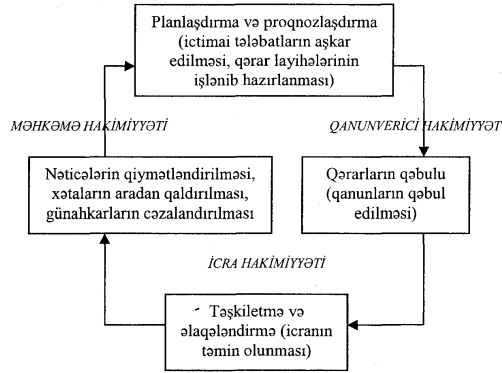 Planlaşdırma və proqnozlaşdırma
(ictimai tələbatların aşkar
edilməsi, qərar layihələrinin
işlənib hazırlanması)
MƏHKƏMƏ HAKİMİYYƏTİ
QANUNVERİCİ HAKİMİYYƏT
Nəticələrin qiymətləndirilməsi,
xətaların aradan qaldırılması,
günahkarların cəzalandırılması
Qərarların qəbulu
(qanunların qəbul
edilməsi)
İCRA HAKİMİYYƏTİ
Təşkiletmə və
əlaqələndirmə (icranın
təmin olunması)